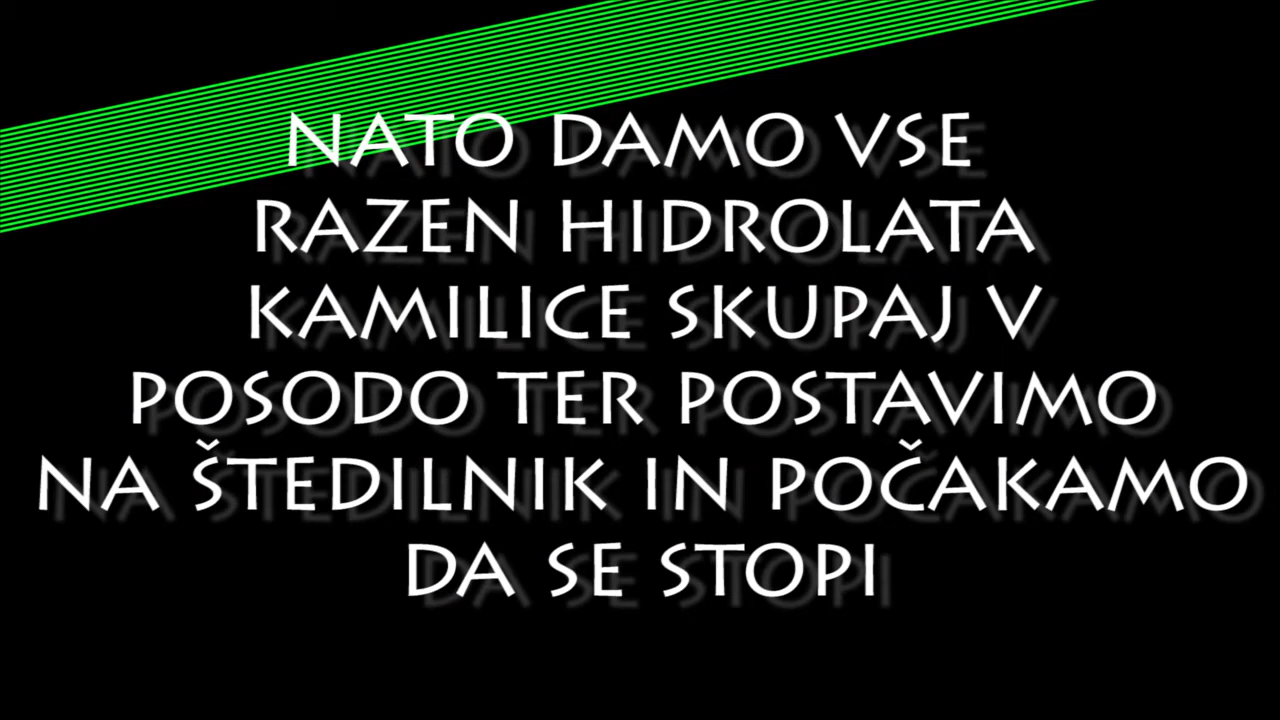 NATO DAMO VSE
RAZEN HIDROLATA
KAMILICE SKUPAJ V
POSODO TER POSTAVIMO
NA ŠTEDILNIK IN POČAKAMO
DA SE STOPI